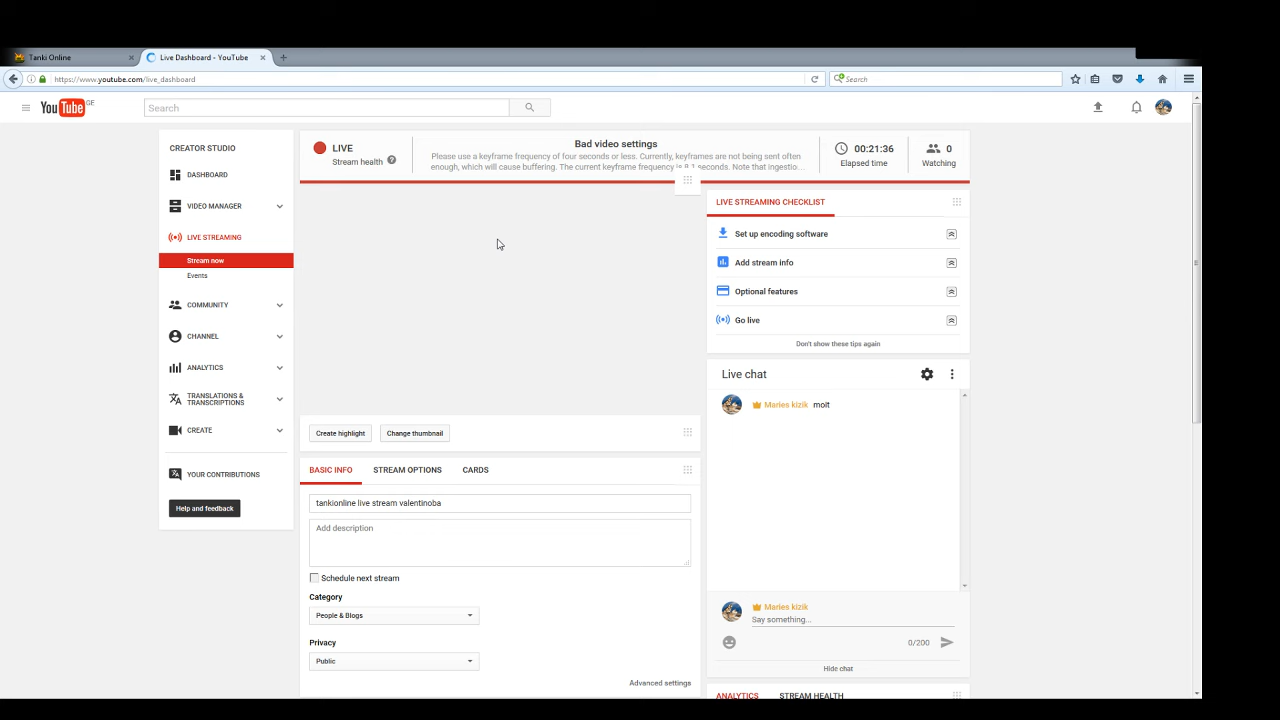 Tanki Online
Live Dashboard - YouTube
https://www.youtube.com/live_dashboard
Search
YouTube GE
Search
CREATOR STUDIO
DASHBOARD
VIDEO MANAGER
LIVE STREAMING
Stream now
Events
COMMUNITY
CHANNEL
ANALYTICS
TRANSLATIONS &
TRANSCRIPTIONS
CREATE
YOUR CONTRIBUTIONS
Help and feedback
LIVE
Stream health
Bad video settings
Please use a keyframe frequency of four seconds or less. Currently, keyframes are not being sent often
enough, which will cause buffering. The current keyframe frequency is 8.1 seconds. Note that ingestio...
00:21:36
Elapsed time
0
Watching
Create highlight
Change thumbnail
BASIC INFO
STREAM OPTIONS
CARDS
tankionline live stream valentinoba
Add description
Schedule next stream
Category
People & Blogs
Privacy
Public
Advanced settings
LIVE STREAMING CHECKLIST
Set up encoding software
Add stream info
Optional features
Go live
Don't show these tips again
Live chat
Maries kizik moit
Maries kizik
Say something...
0/200
Hide chat
ANALYTICS
STREAM HEALTH